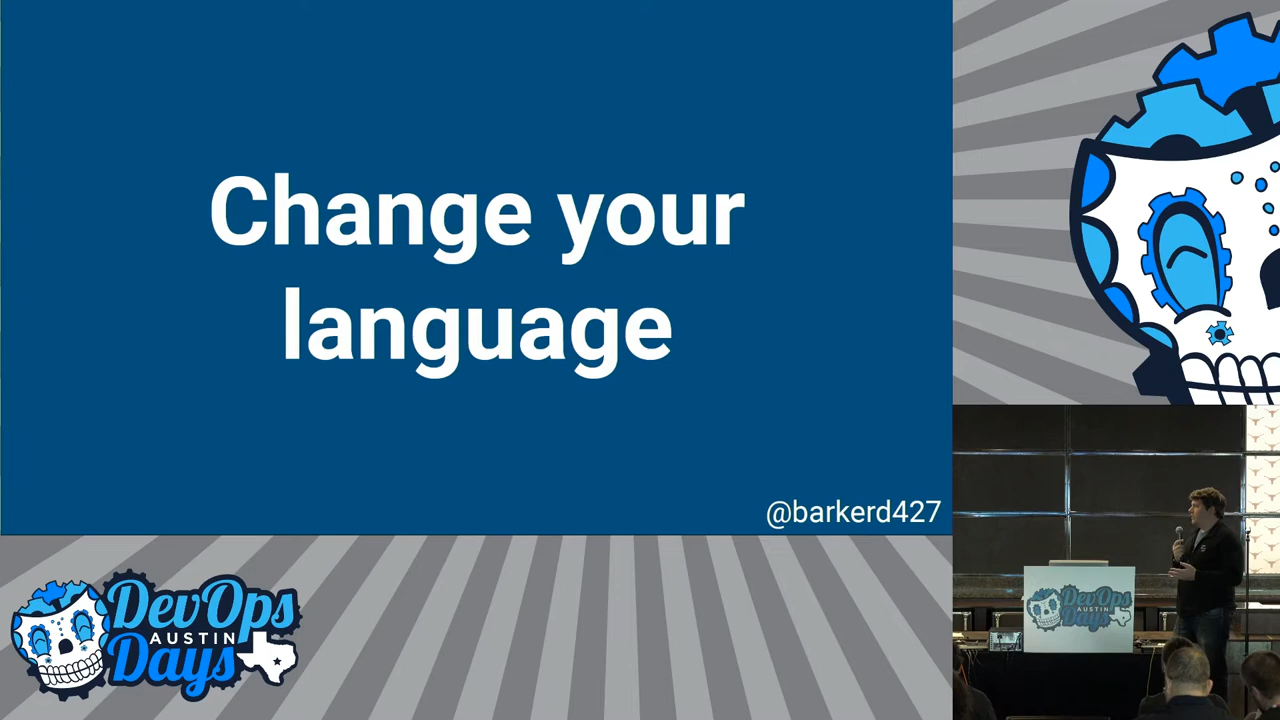 Change your
language
@barkerd427
DevOps
AUSTIN
Days
DevOps
AUSTIN
Days